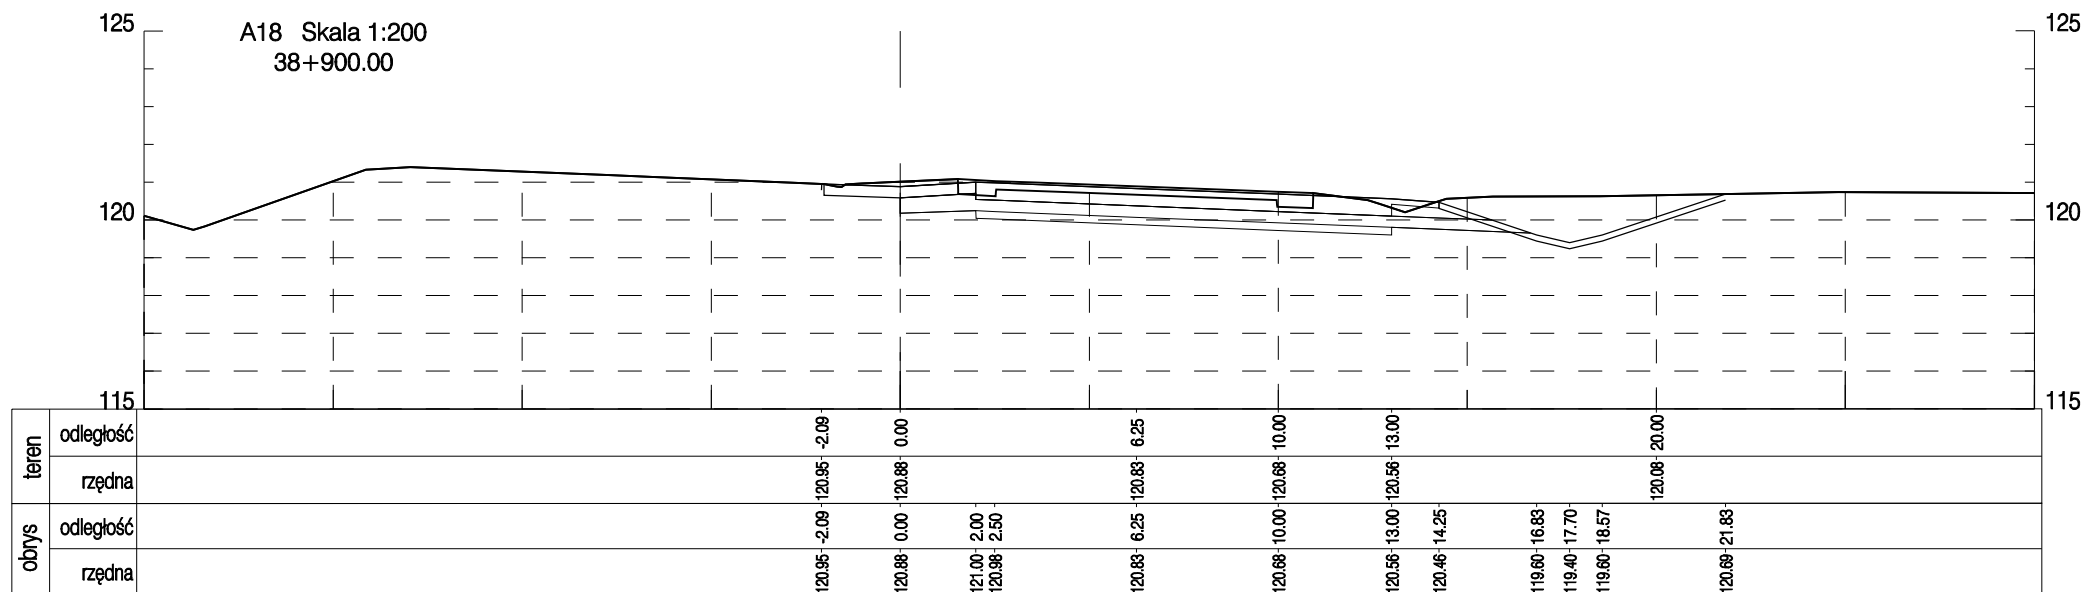 125
A18 Skala 1:200
38+900.00
125
120
120
115
115
teren
odległość -2.09 0.00 6.25 10.00 13.00 20.00
rzędna 120.95 120.88 120.83 120.68 120.56 120.08
obrys
odległość -2.09 0.00 2.00 2.50 6.25 10.00 13.00 14.25 16.83 17.70 18.57 21.83
rzędna 120.95 120.88 121.00 120.98 120.83 120.68 120.56 120.46 119.60 119.40 119.60 120.69